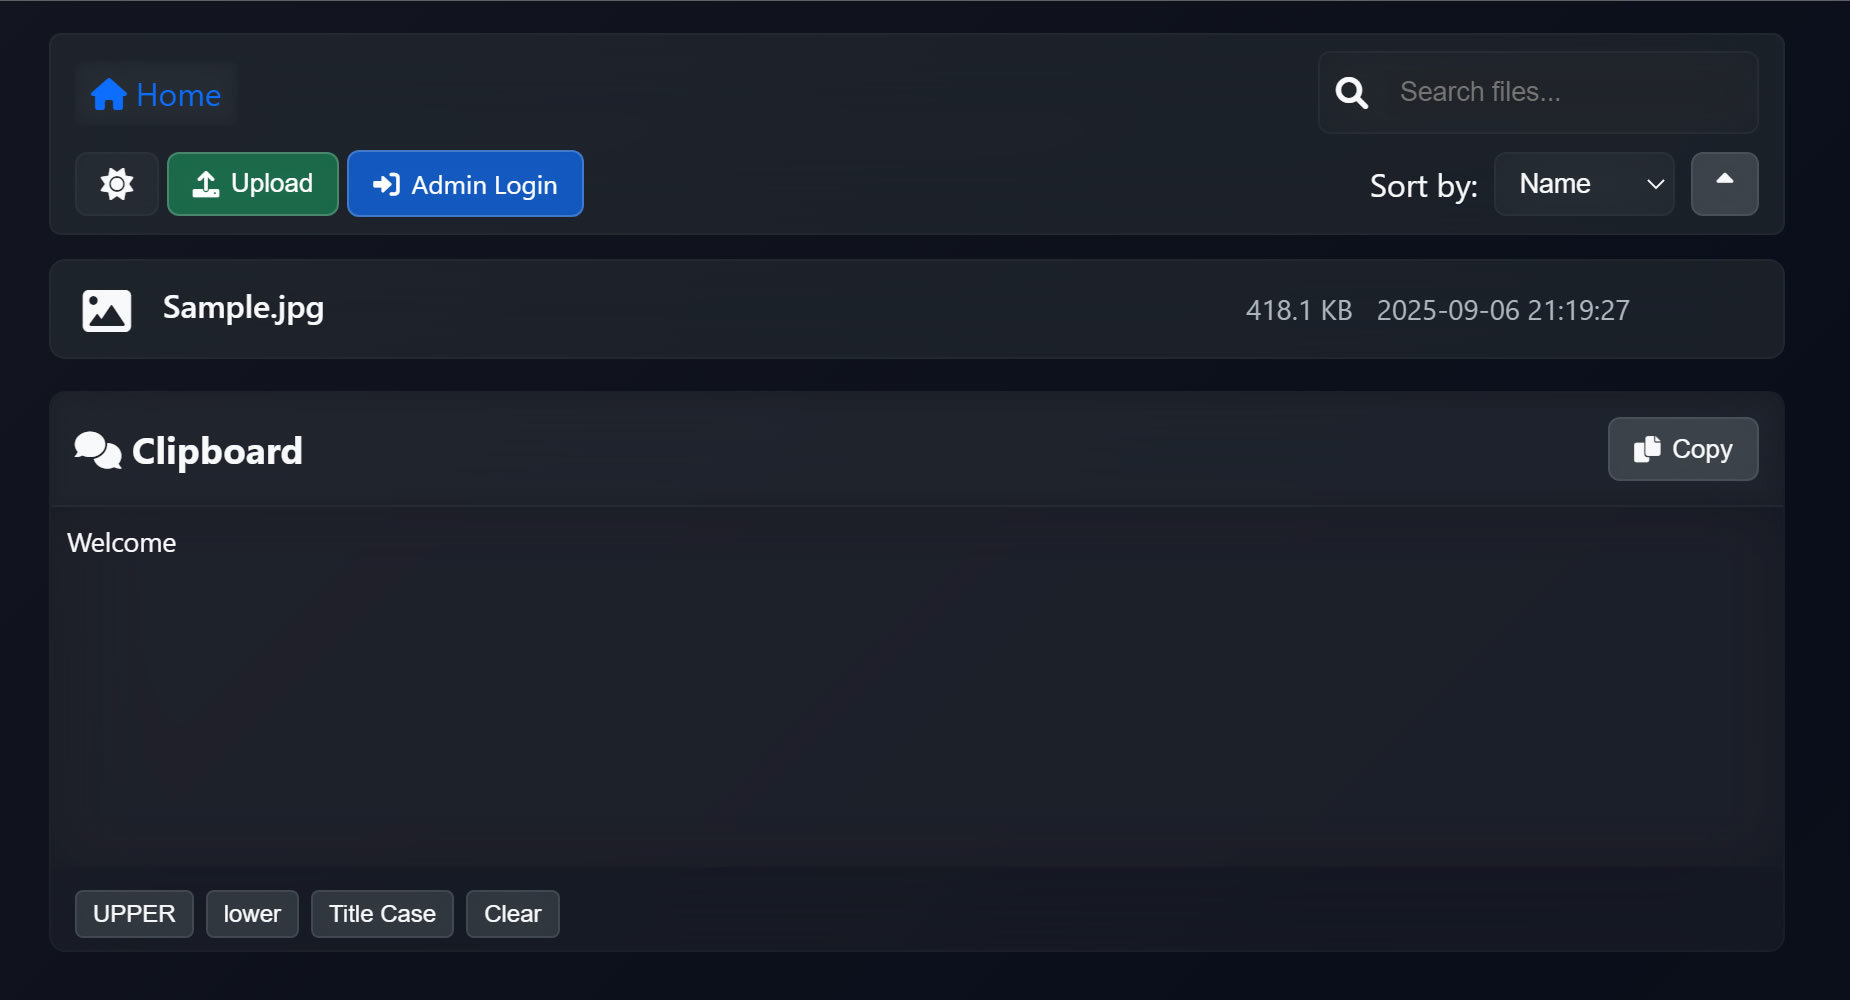 Home
Search files...
Upload
Admin Login
Sort by:
Name
Sample.jpg
418.1 KB
2025-09-06 21:19:27
Clipboard
Copy
Welcome
UPPER
lower
Title Case
Clear